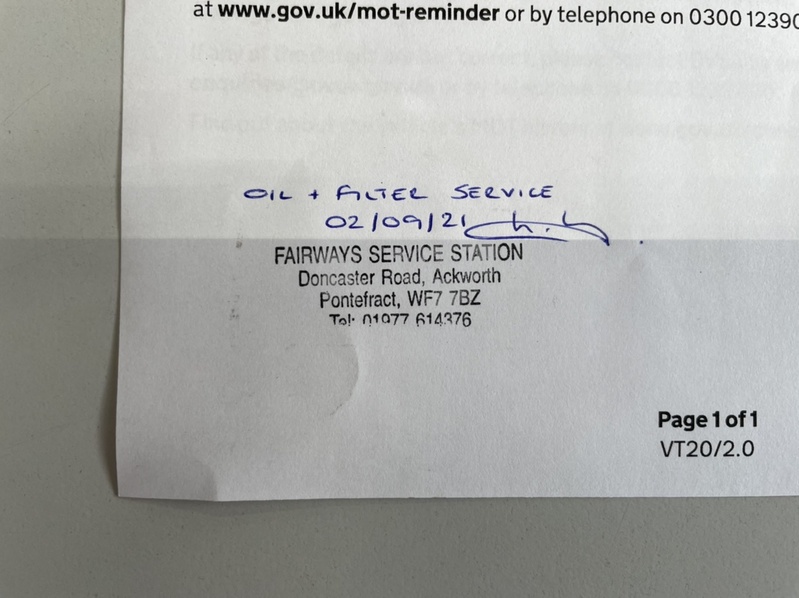 at www.gov.uk/mot-reminder or by telephone on 0300 12390
OIL + FILTER SERVICE
02/09/21
FAIRWAYS SERVICE STATION
Doncaster Road, Ackworth
Pontefract, WF7 7BZ
Tel: 01977 614376
Page 1 of 1
VT20/2.0